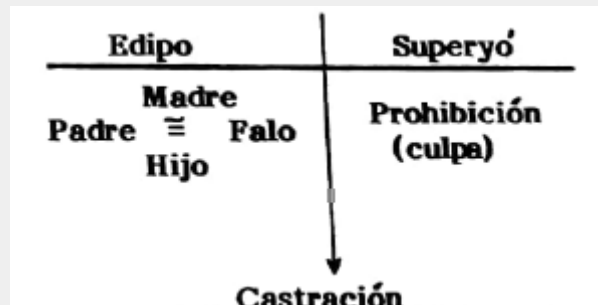 Edipo Superyó
Madre
Padre ≅ Falo
Hijo
Prohibición
(culpa)
Castración